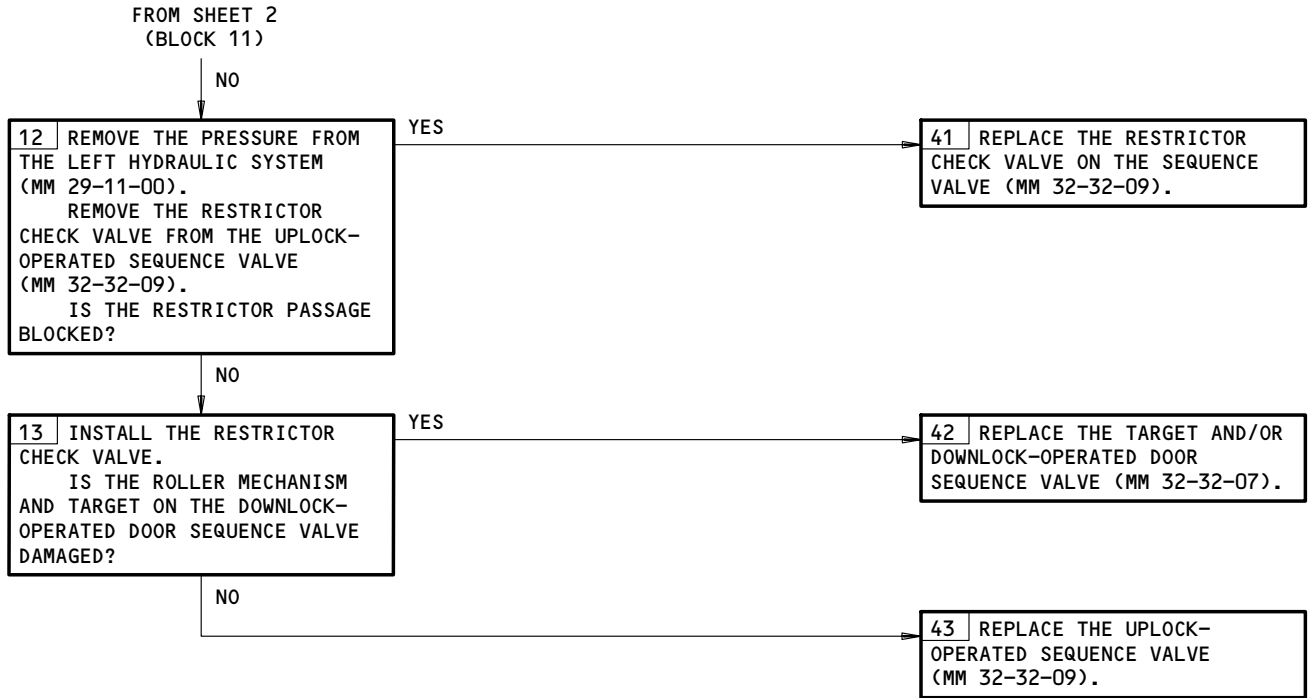 FROM SHEET 2
(BLOCK 11)
NO
12 REMOVE THE PRESSURE FROM
THE LEFT HYDRAULIC SYSTEM
(MM 29-11-00).
REMOVE THE RESTRICTOR
CHECK VALVE FROM THE UPLOCK-
OPERATED SEQUENCE VALVE
(MM 32-32-09).
IS THE RESTRICTOR PASSAGE
BLOCKED?
YES
41 REPLACE THE RESTRICTOR
CHECK VALVE ON THE SEQUENCE
VALVE (MM 32-32-09).
NO
13 INSTALL THE RESTRICTOR
CHECK VALVE.
IS THE ROLLER MECHANISM
AND TARGET ON THE DOWNLOCK-
OPERATED DOOR SEQUENCE VALVE
DAMAGED?
YES
42 REPLACE THE TARGET AND/OR
DOWNLOCK-OPERATED DOOR
SEQUENCE VALVE (MM 32-32-07).
NO
43 REPLACE THE UPLOCK-
OPERATED SEQUENCE VALVE
(MM 32-32-09).